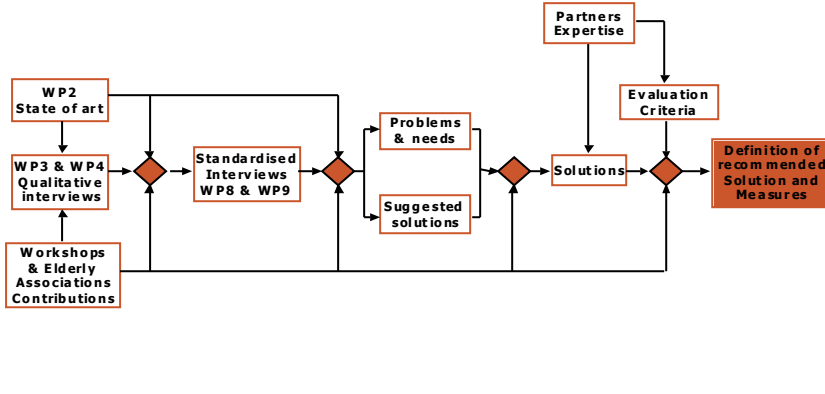 Partners
Expertise
WP2
State of art
Evaluation
Criteria
Problems
& needs
WP3 & WP4
Qualitative
interviews
Standardised
Interviews
WP8 & WP9
Solutions
Definition of
recommended
Solution and
Measures
Suggested
solutions
Workshops
& Elderly
Associations
Contributions